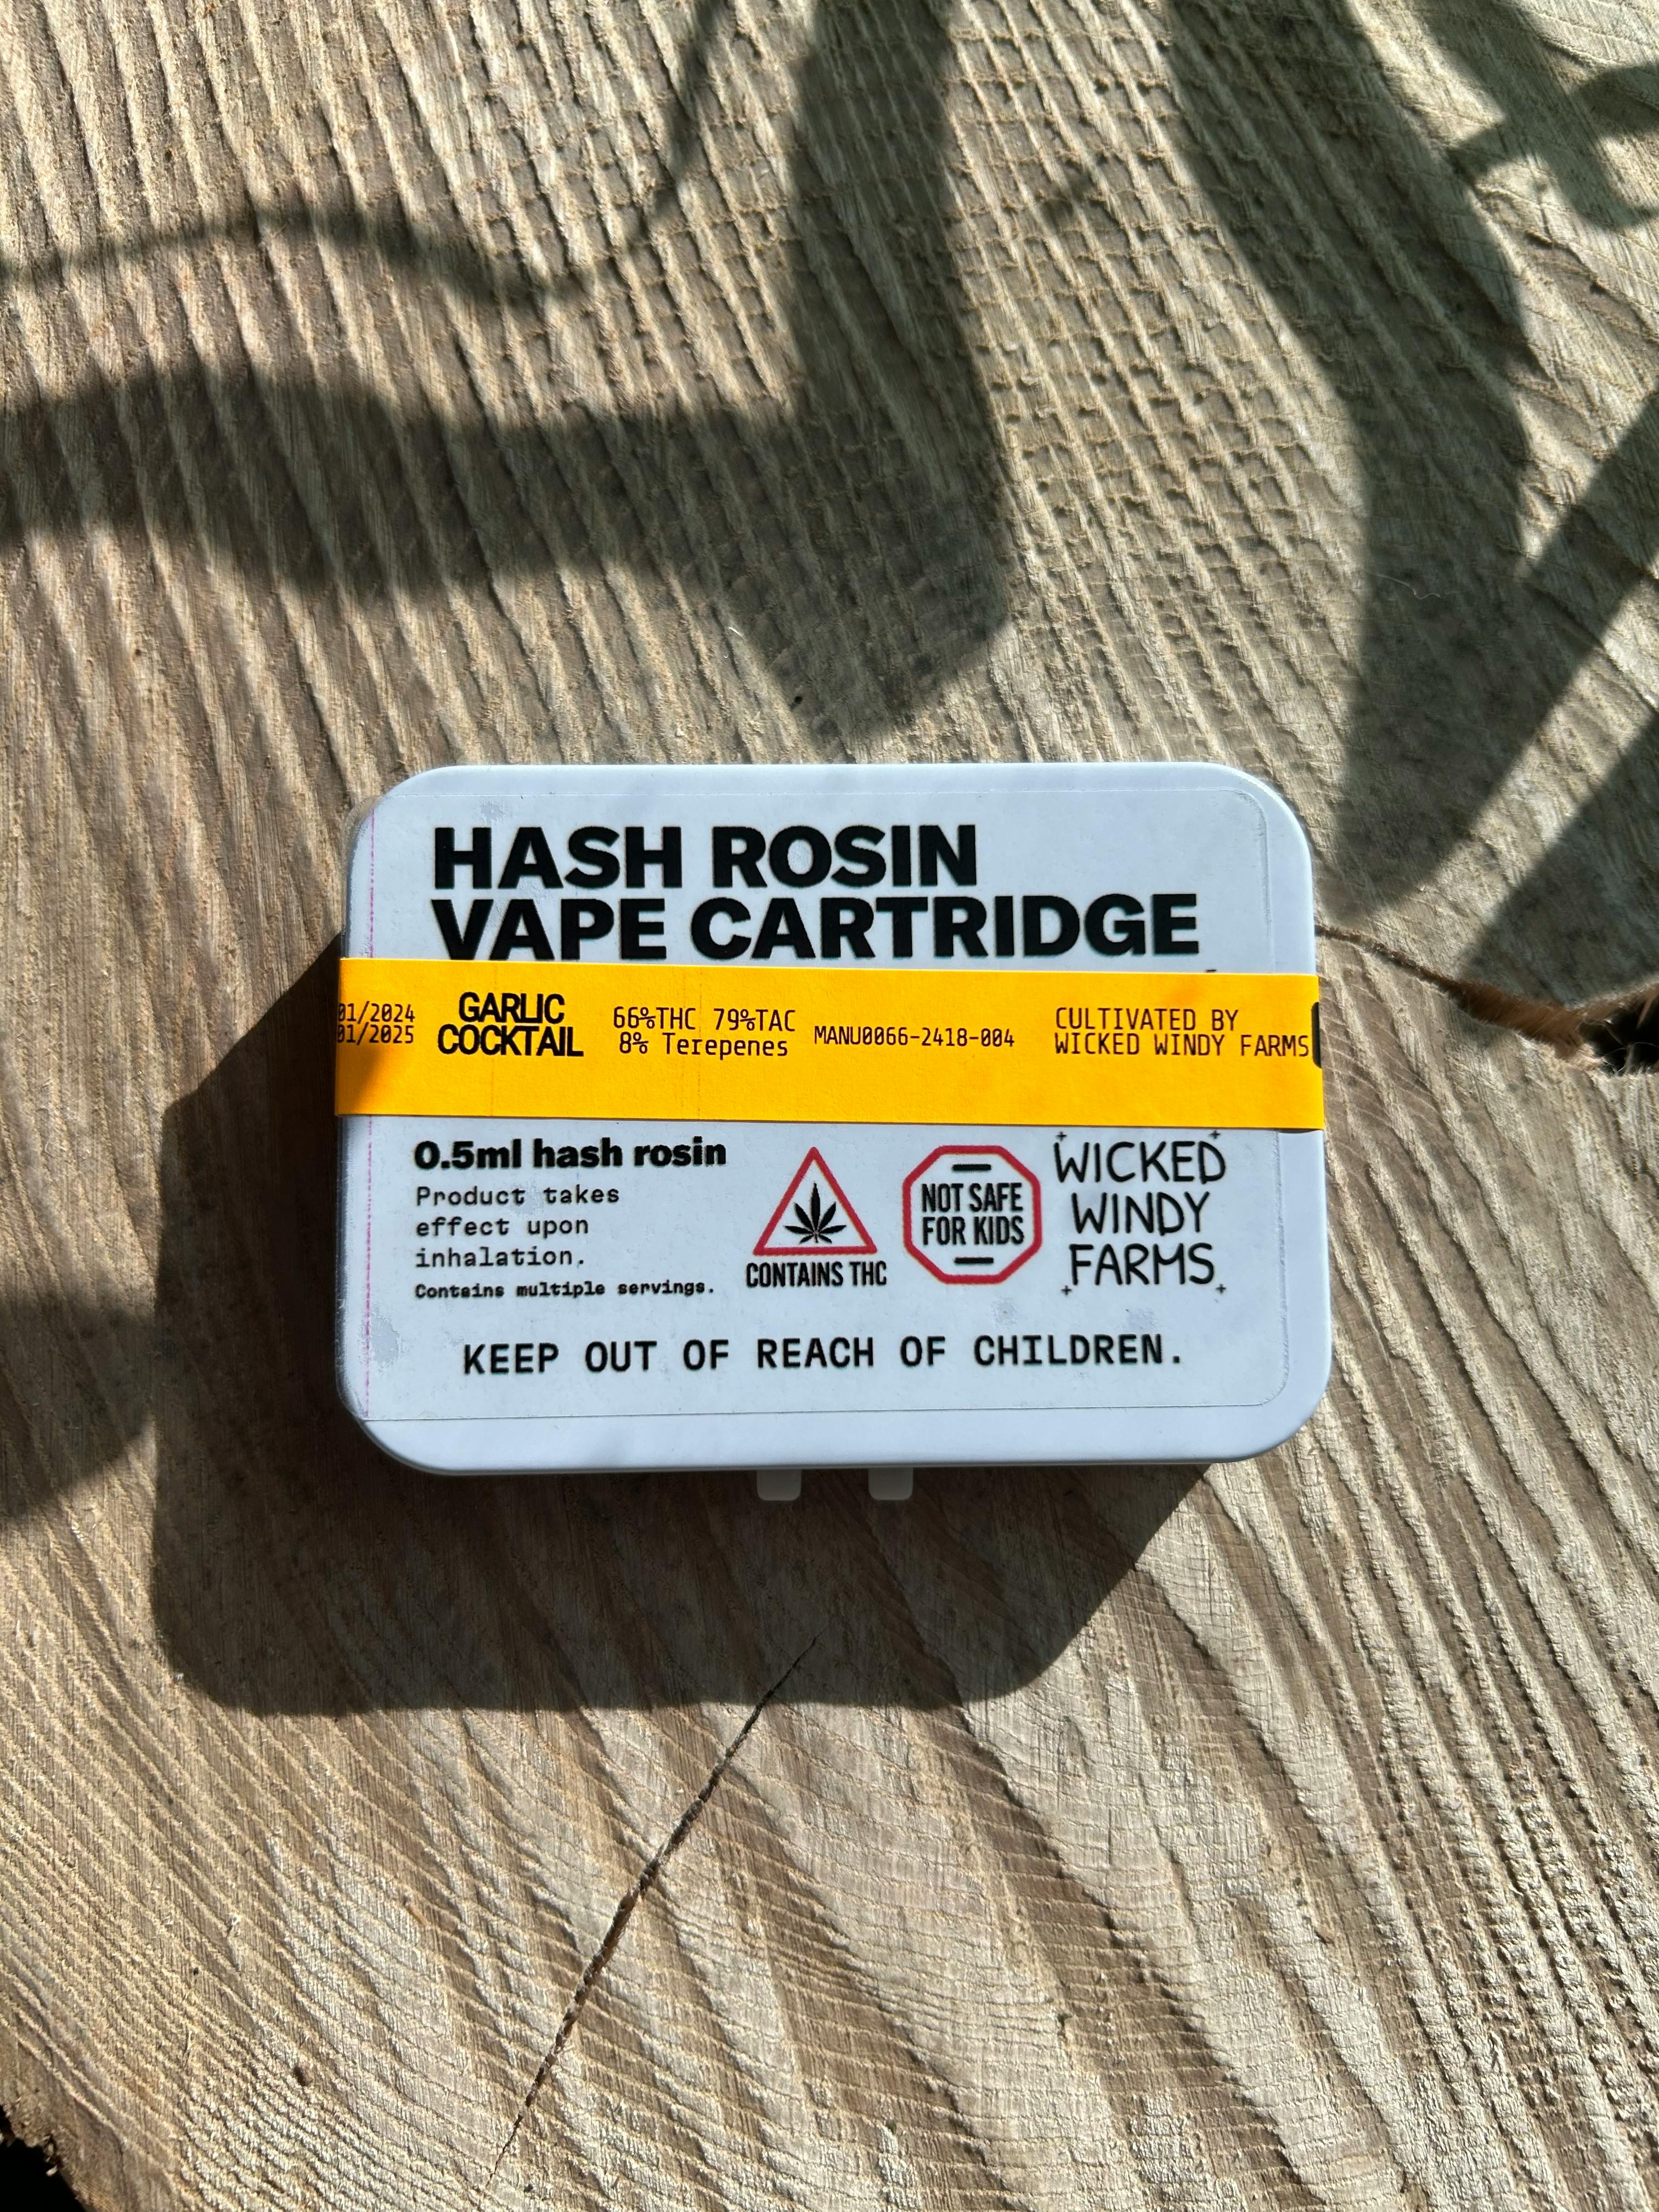 HASH ROSIN
VAPE CARTRIDGE
01/2024
01/2025
GARLIC
COCKTAIL
66%THC 79%TAC
8% Terepenes
MANU0066-2418-004
CULTIVATED BY
WICKED WINDY FARMS
0.5ml hash rosin
Product takes
effect upon
inhalation.
Contains multiple servings.
CONTAINS THC
NOT SAFE
FOR KIDS
WICKED
WINDY
FARMS
KEEP OUT OF REACH OF CHILDREN.